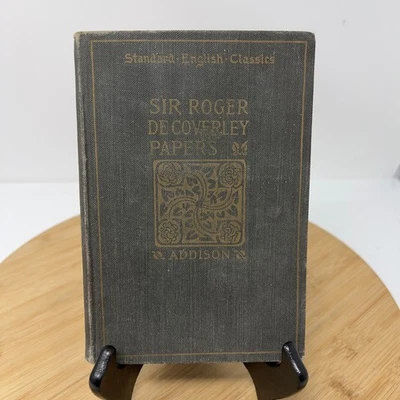 Standard · English · Classics
SIR ROGER
DE COVERLEY
PAPERS
ADDISON